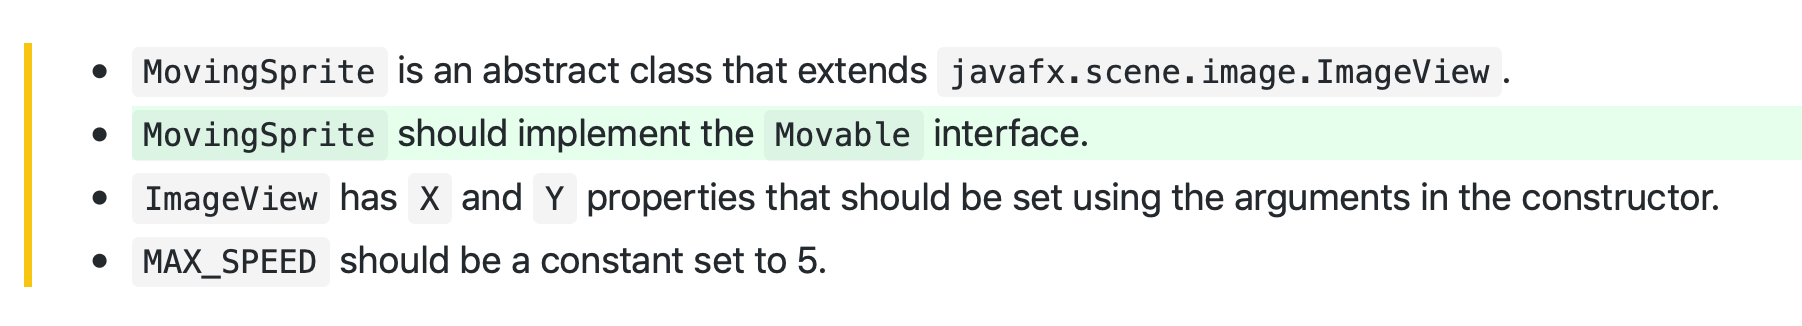 MovingSprite is an abstract class that extends javafx.scene.image.ImageView.
MovingSprite should implement the Movable interface.
ImageView has X and Y properties that should be set using the arguments in the constructor.
MAX_SPEED should be a constant set to 5.